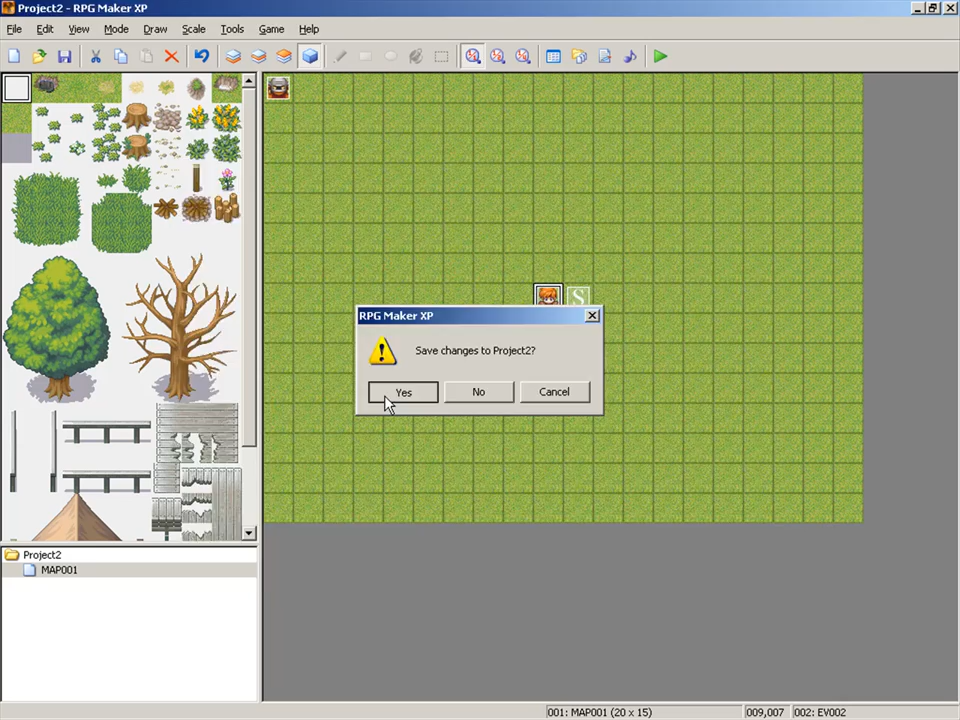 Project2 - RPG Maker XP
File Edit View Mode Draw Scale Tools Game Help
S
RPG Maker XP
Save changes to Project2?
Yes No Cancel
Project2
MAP001
001: MAP001 (20 x 15) 009,007 002: EV002